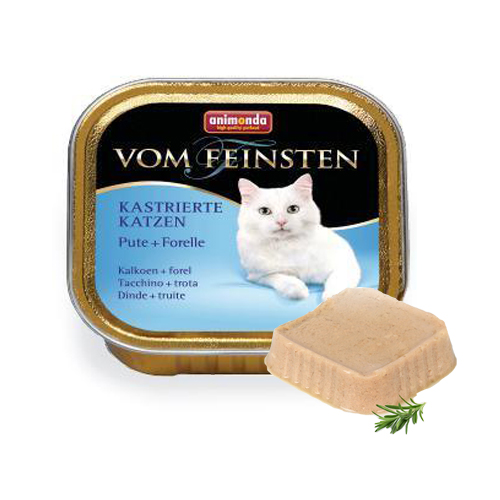 animonda
high quality petfood
VOM FEINSTEN
KASTRIERTE
KATZEN
Pute + Forelle
Kalkoen + forel
Tacchino + trota
Dinde + truite